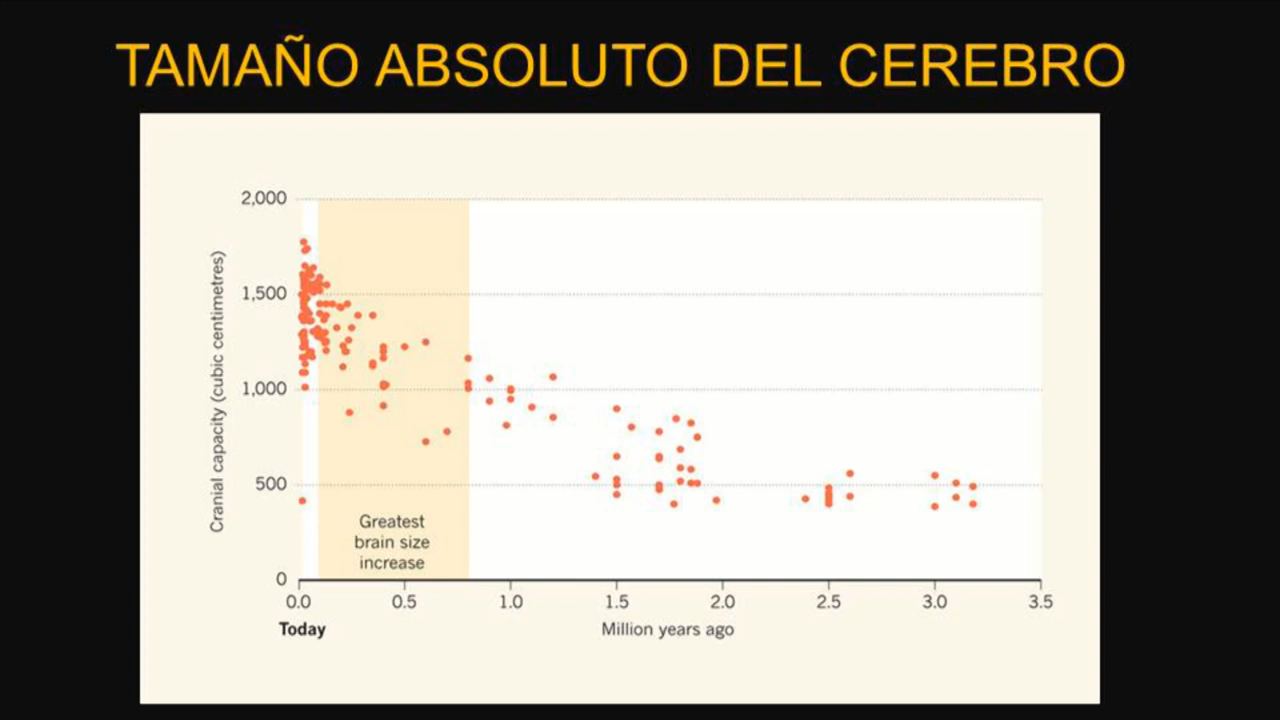 TAMAÑO ABSOLUTO DEL CEREBRO
2,000
1,500
1,000
500
0
Cranial capacity (cubic centimetres)
Greatest
brain size
increase
0.0 0.5 1.0 1.5 2.0 2.5 3.0 3.5
Today Million years ago